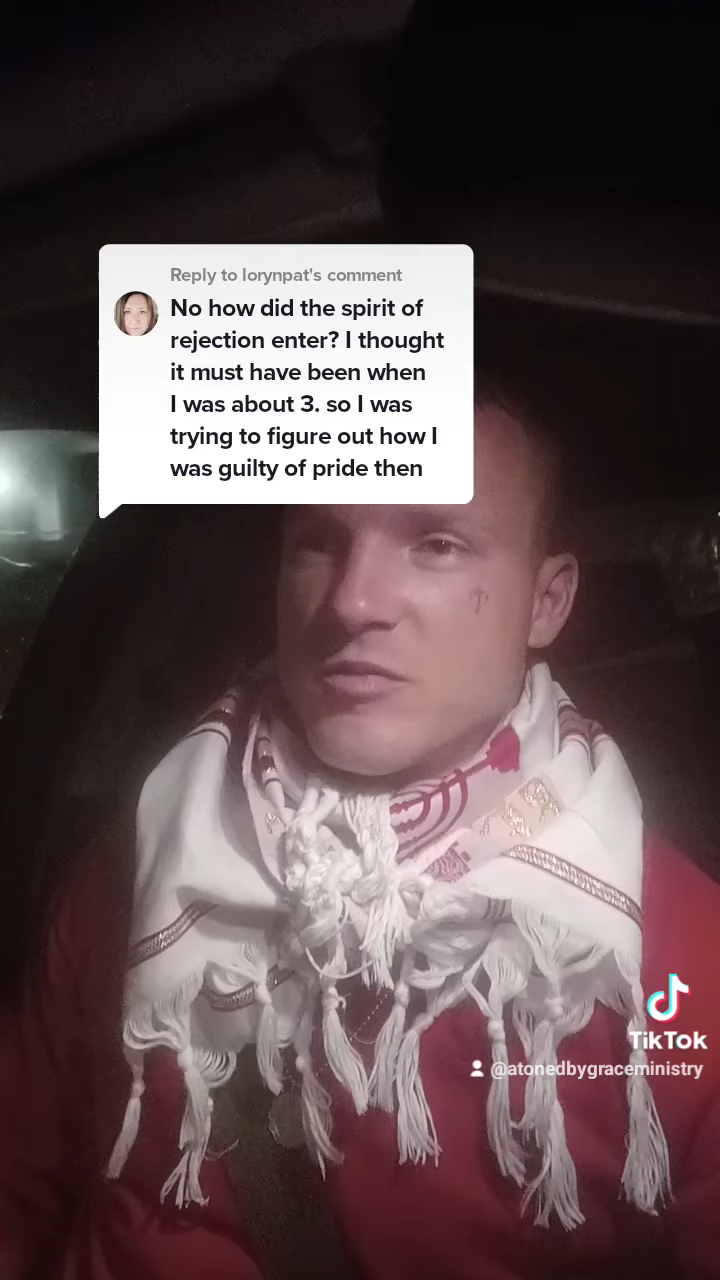 Reply to lorynpat's comment
No how did the spirit of
rejection enter? I thought
it must have been when
I was about 3. so I was
trying to figure out how I
was guilty of pride then
TikTok
@atonedbygraceministry